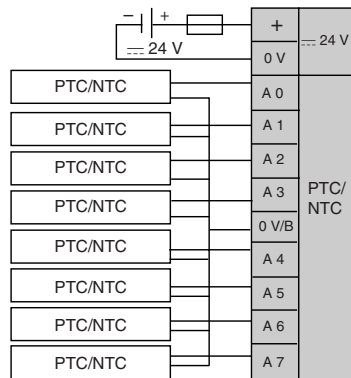 − + +
⎓ 24 V
⎓ 24 V
0 V
PTC/NTC
A 0
PTC/NTC
A 1
PTC/NTC
A 2
PTC/NTC
A 3
PTC/
NTC
0 V/B
PTC/NTC
A 4
PTC/NTC
A 5
PTC/NTC
A 6
PTC/NTC
A 7